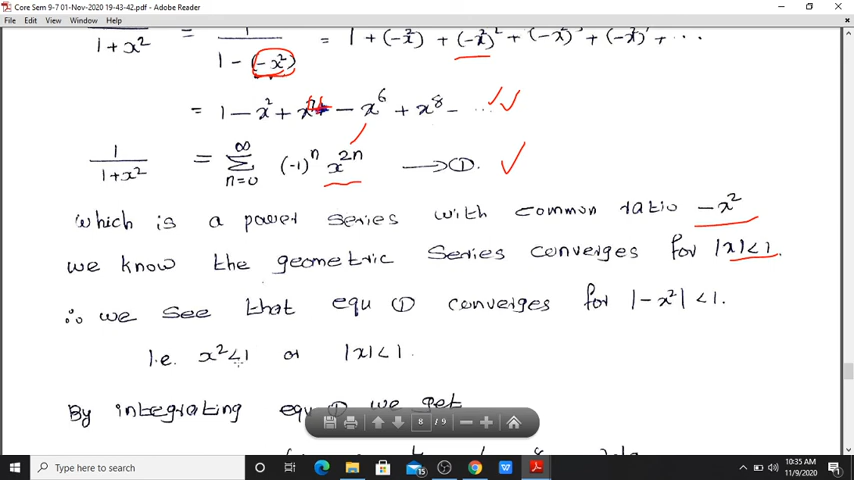 Core Sem 9-7 01-Nov-2020 19-43-42.pdf - Adobe Reader
File Edit View Window Help
1/(1+x²) = 1/(1-(-x²)) = 1 + (-x²) + (-x²)² + (-x²)³ + (-x²)⁴ + ...
= 1 - x² + x⁴ - x⁶ + x⁸ - ...
1/(1+x²) = ∑_{n=0}^{∞} (-1)ⁿ x²ⁿ → ①.
which is a power series with common ratio -x²
we know the geometric Series converges for |x|<1.
∴ we see that equ ① converges for |-x²| <1.
i.e. x²<1 or |x|<1.
By integrating equ ① we get
8 / 9
Type here to search
15
10:35 AM
11/9/2020